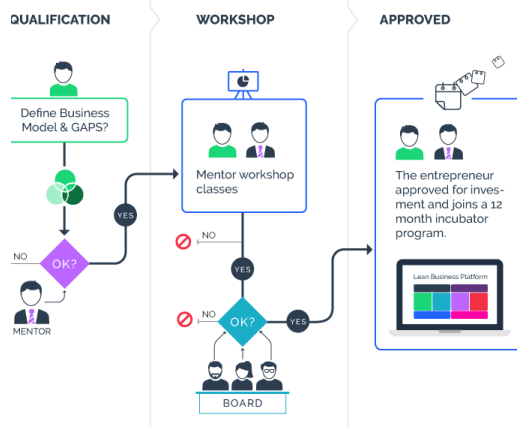 QUALIFICATION
WORKSHOP
APPROVED
Define Business
Model & GAPS?
YES
NO
OK?
MENTOR
Mentor workshop
classes
NO
YES
NO
OK?
YES
BOARD
The entrepreneur
approved for inves-
ment and joins a 12
month incubator
program.
Lean Business Platform